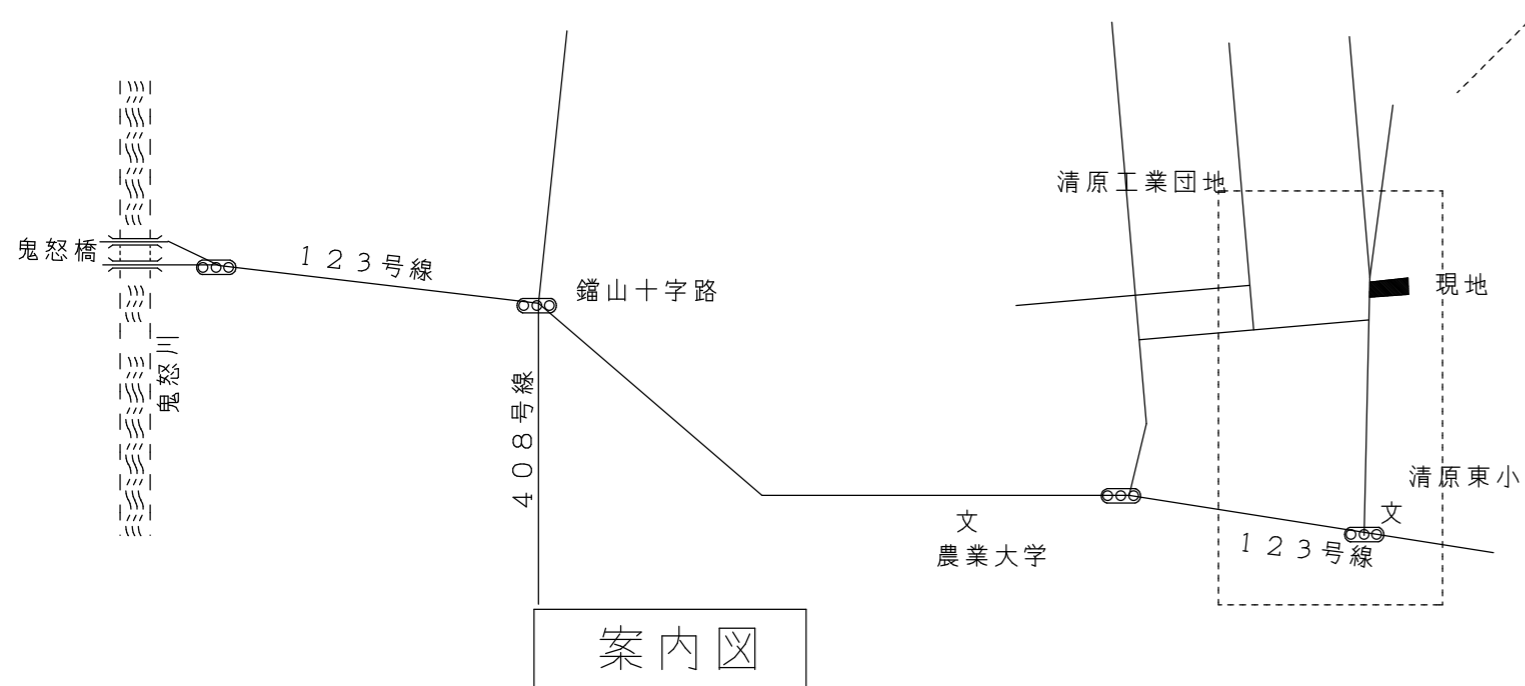 清原工業団地
鬼怒橋
123号線
鐺山十字路
現地
鬼怒川
408号線
清原東小
文
文
農業大学
123号線
案内図